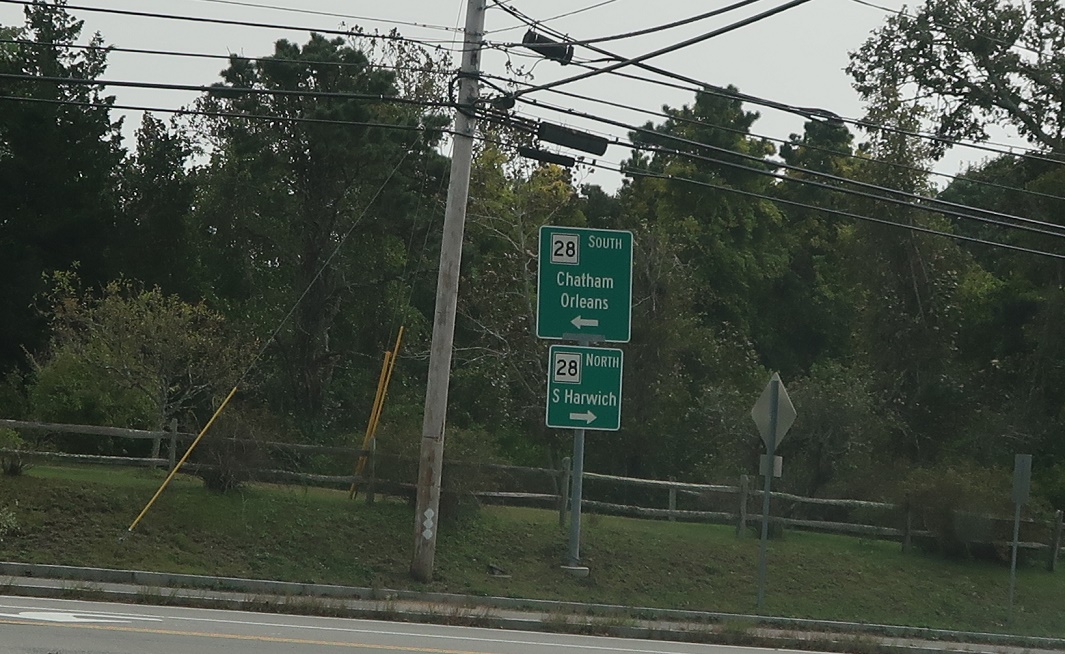 28 SOUTH
Chatham
Orleans
28 NORTH
S Harwich